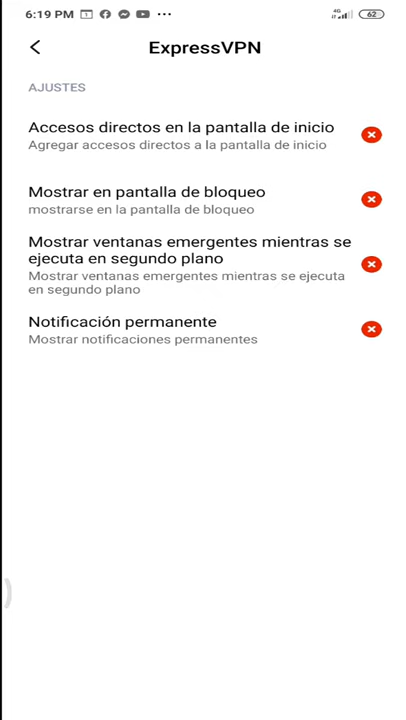 6:19 PM 4G 62
ExpressVPN
AJUSTES
Accesos directos en la pantalla de inicio
Agregar accesos directos a la pantalla de inicio
Mostrar en pantalla de bloqueo
mostrarse en la pantalla de bloqueo
Mostrar ventanas emergentes mientras se
ejecuta en segundo plano
Mostrar ventanas emergentes mientras se ejecuta
en segundo plano
Notificación permanente
Mostrar notificaciones permanentes